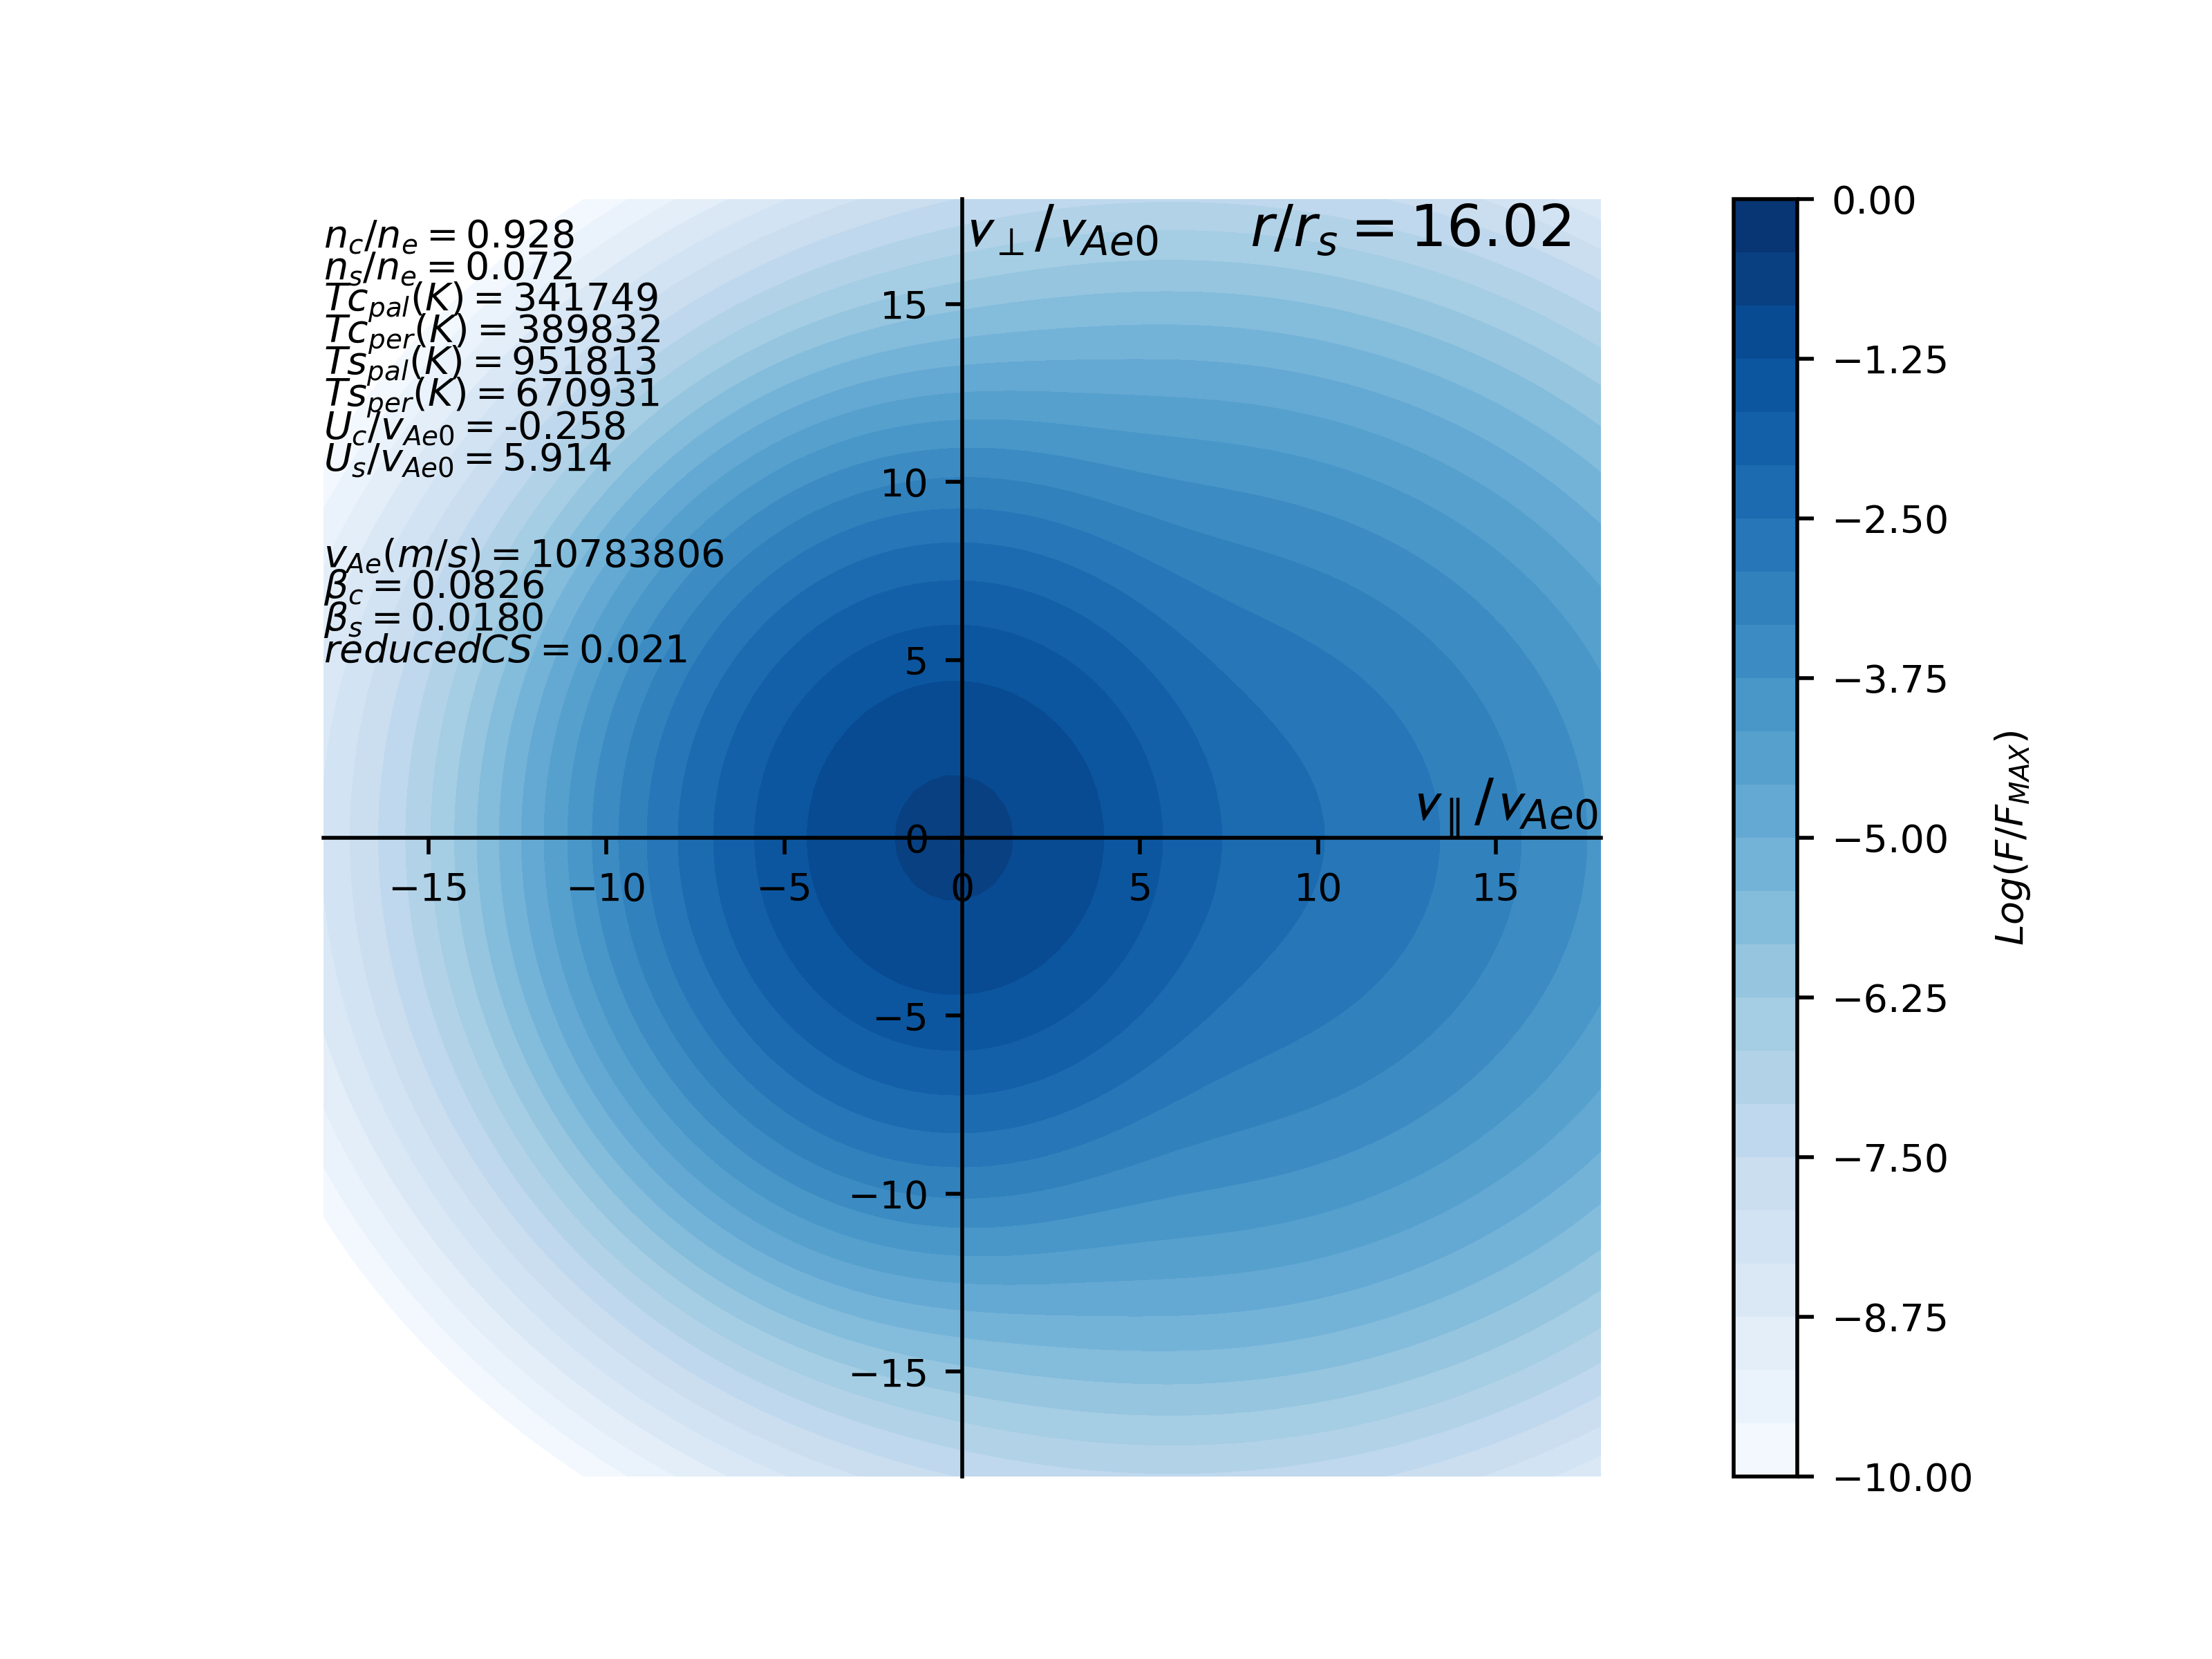 n_c/n_e = 0.928
n_s/n_e = 0.072
Tc_pal(K) = 341749
Tc_per(K) = 389832
Ts_pal(K) = 951813
Ts_per(K) = 670931
U_c/v_Ae0 = -0.258
U_s/v_Ae0 = 5.914
v_Ae(m/s) = 10783806
β_c = 0.0826
β_s = 0.0180
reducedCS = 0.021
v_⊥/v_Ae0
r/r_s = 16.02
15
10
5
0
−5
−10
−15
v_∥/v_Ae0
−15 −10 −5 0 5 10 15
0.00
−1.25
−2.50
−3.75
−5.00
−6.25
−7.50
−8.75
−10.00
Log(F/F_MAX)